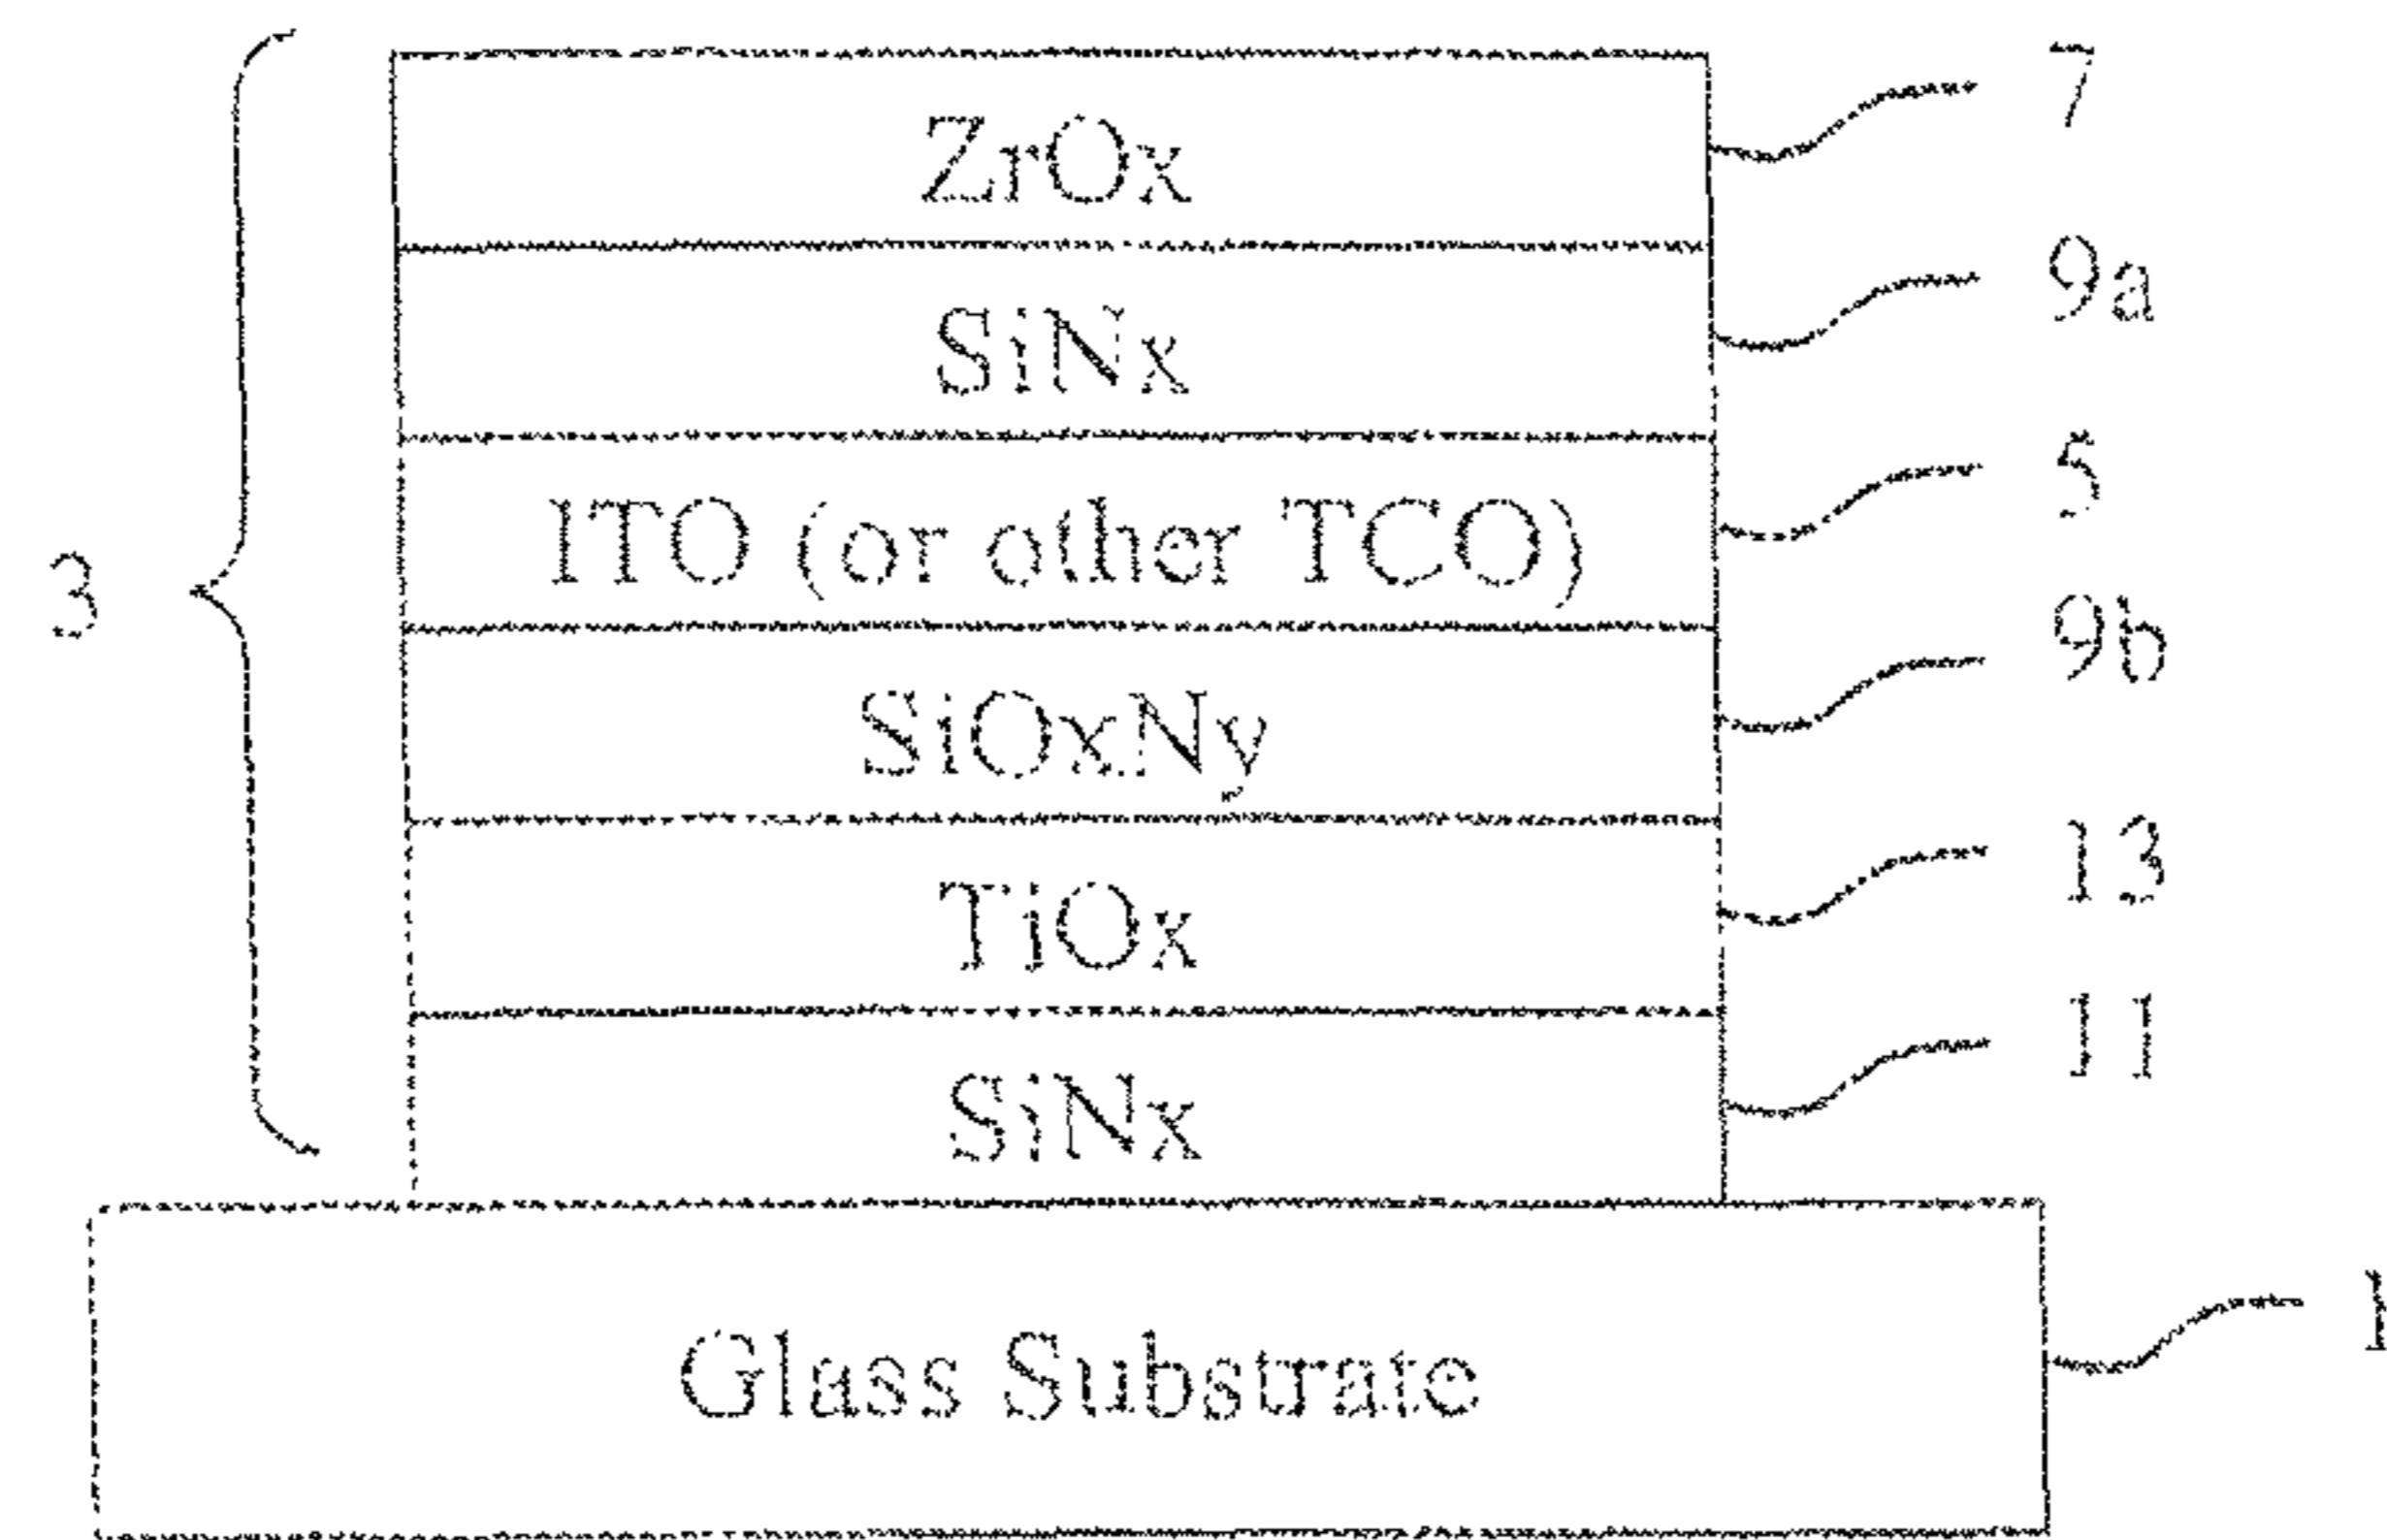 ZrOx 7
SiNx 9a
ITO (or other TCO) 5
3
SiOxNy 9b
TiOx 13
SiNx 11
Glass Substrate 1